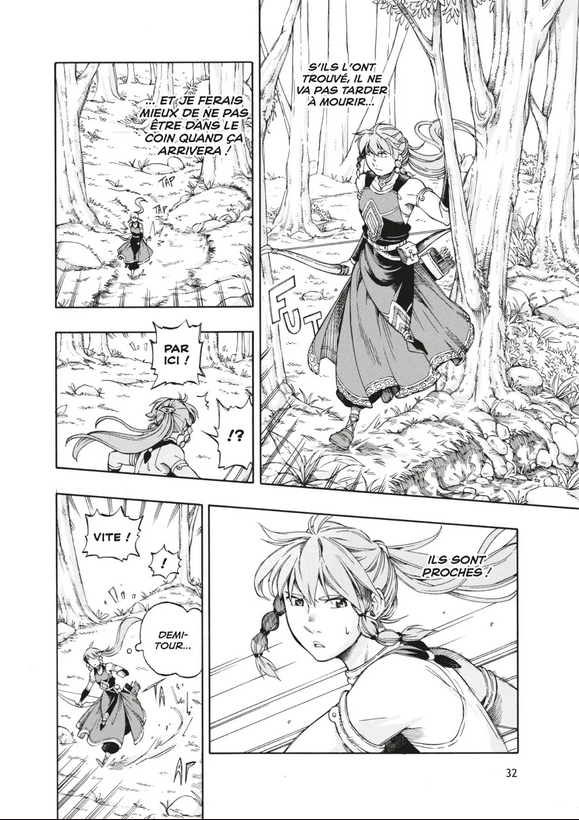 S'ILS L'ONT
TROUVÉ, IL NE
VA PAS TARDER
À MOURIR...
FUT
... ET JE FERAIS
MIEUX DE NE PAS
ÊTRE DANS LE
COIN QUAND ÇA
ARRIVERA !
TAP
TAP
PAR
ICI !
!?
ILS SONT
PROCHES !
VITE !
!
DEMI-
TOUR...
TA
AP
32